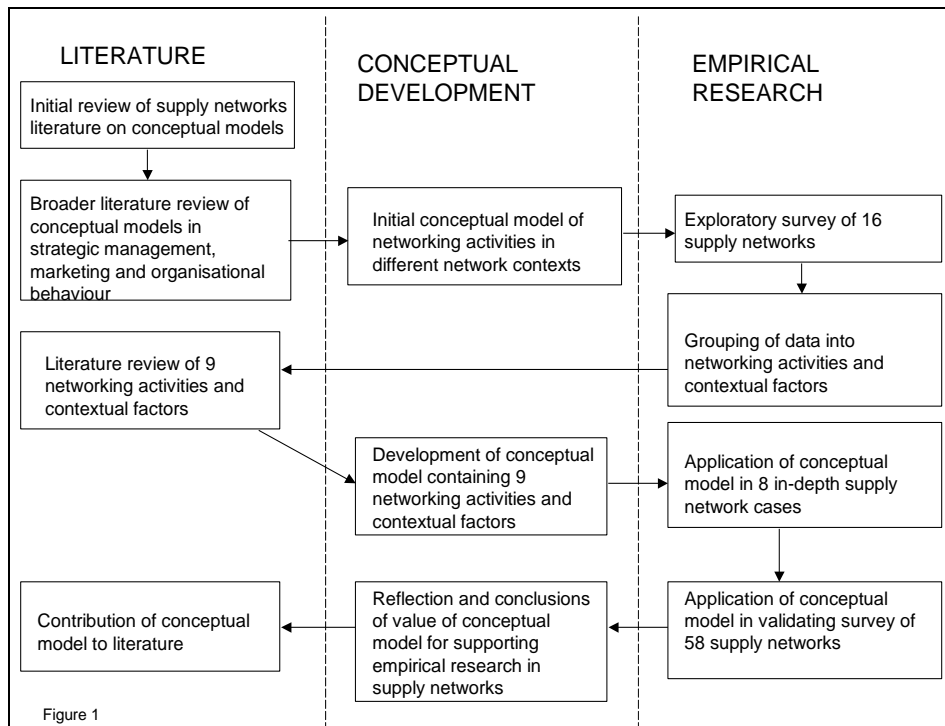 LITERATURE
CONCEPTUAL
DEVELOPMENT
EMPIRICAL
RESEARCH
Initial review of supply networks
literature on conceptual models
Broader literature review of
conceptual models in
strategic management,
marketing and organisational
behaviour
Initial conceptual model of
networking activities in
different network contexts
Exploratory survey of 16
supply networks
Grouping of data into
networking activities and
contextual factors
Literature review of 9
networking activities and
contextual factors
Development of conceptual
model containing 9
networking activities and
contextual factors
Application of conceptual
model in 8 in-depth supply
network cases
Application of conceptual
model in validating survey of
58 supply networks
Reflection and conclusions
of value of conceptual
model for supporting
empirical research in
supply networks
Contribution of conceptual
model to literature
Figure 1